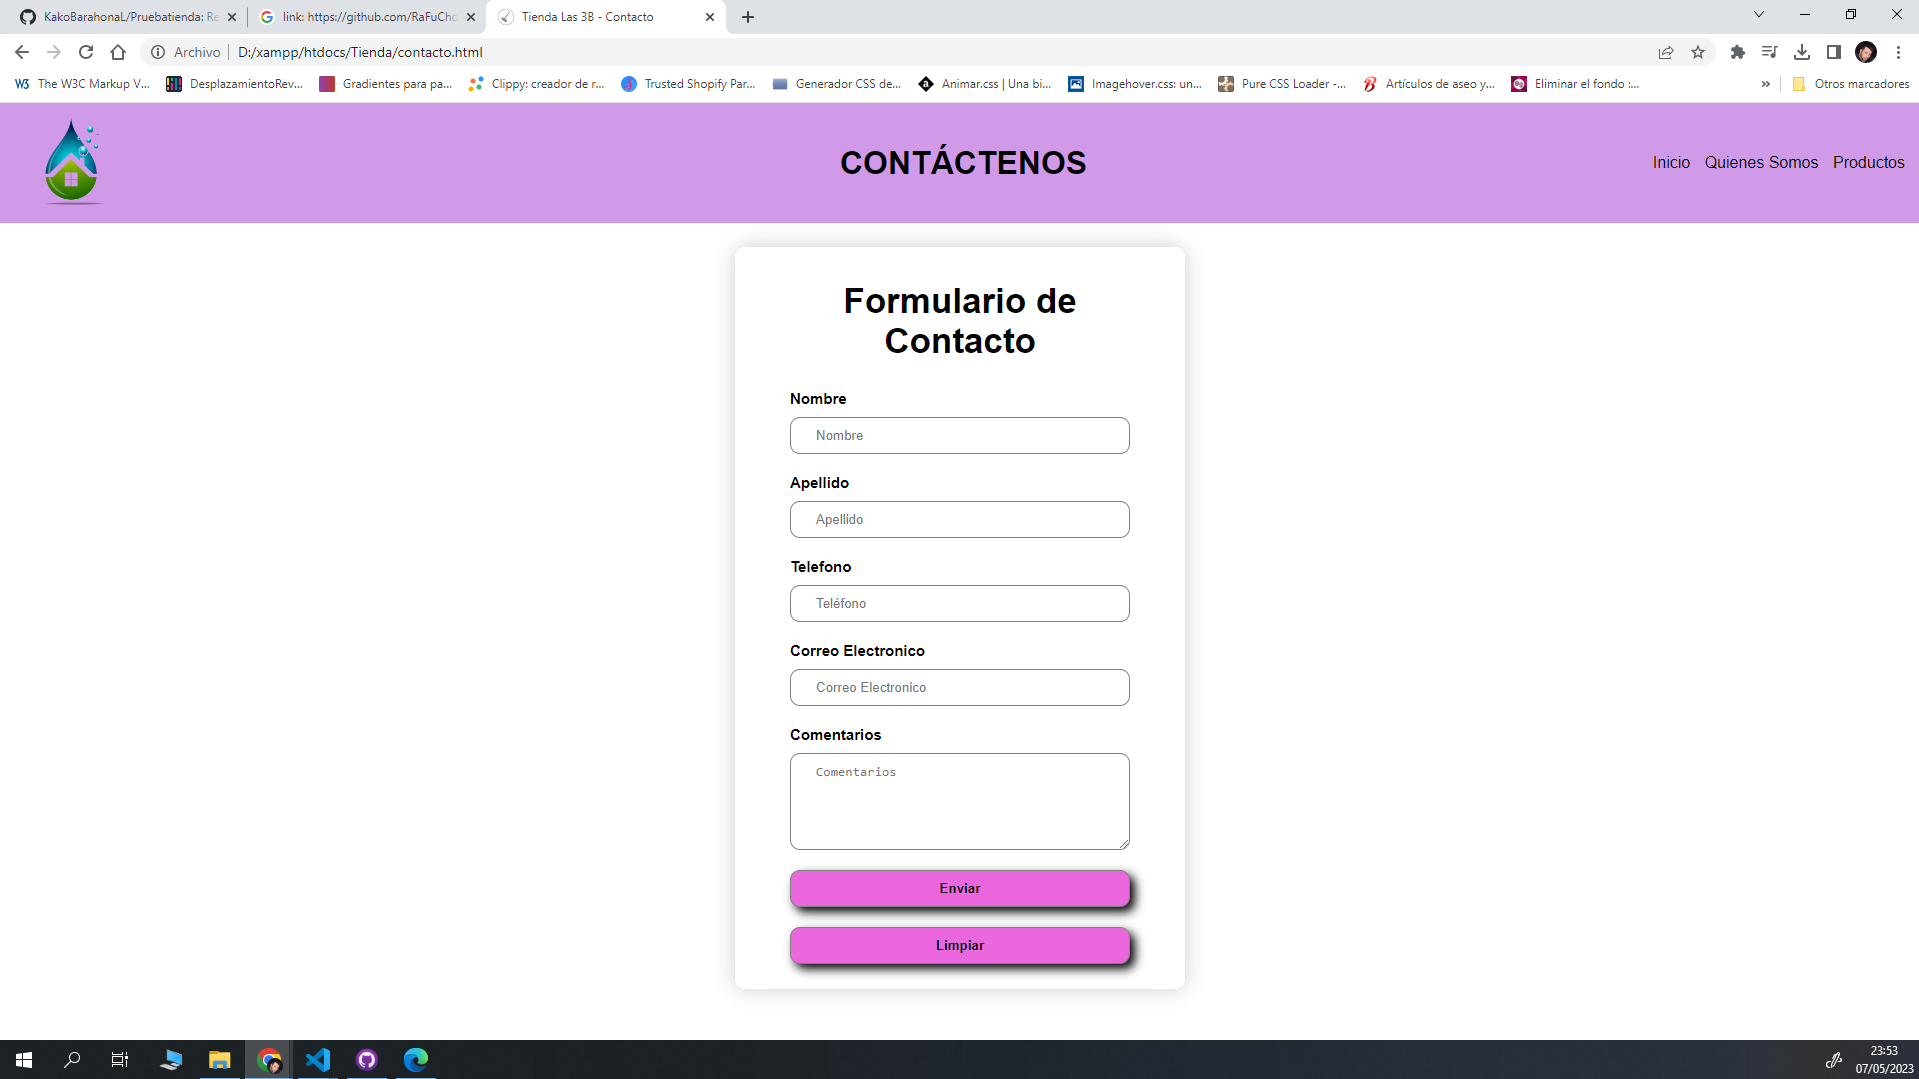 KakoBarahonaL/Pruebatienda: Re
link: https://github.com/RaFuCho
Tienda Las 3B - Contacto
Archivo
D:/xampp/htdocs/Tienda/contacto.html
The W3C Markup V...
DesplazamientoRev...
Gradientes para pa...
Clippy: creador de r...
Trusted Shopify Par...
Generador CSS de...
Animar.css | Una bi...
Imagehover.css: un...
Pure CSS Loader -...
Artículos de aseo y...
Eliminar el fondo :...
»
Otros marcadores
CONTÁCTENOS
Inicio
Quienes Somos
Productos
Formulario de
Contacto
Nombre
Nombre
Apellido
Apellido
Telefono
Teléfono
Correo Electronico
Correo Electronico
Comentarios
Comentarios
Enviar
Limpiar
23:53
07/05/2023